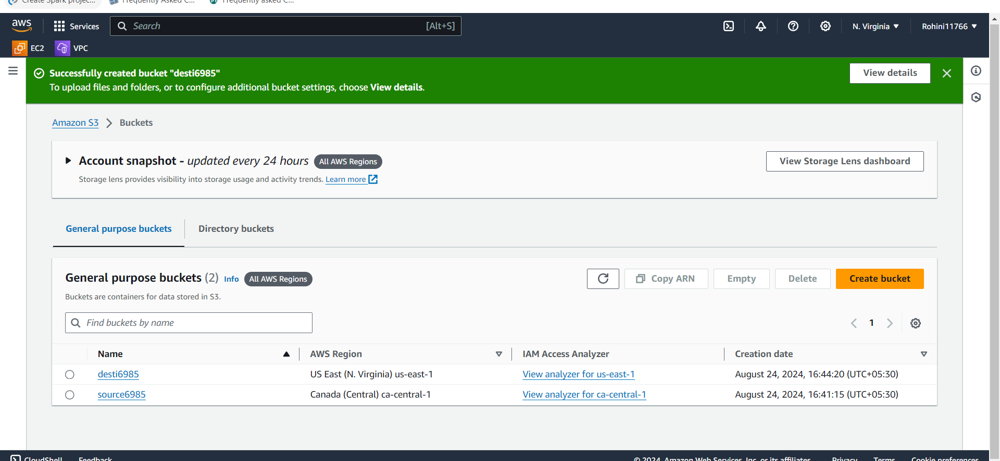 Create Spark projec... Frequently Asked C... Frequently asked C...
aws Services Search [Alt+S] N. Virginia Rohini11766
EC2 VPC
Successfully created bucket "desti6985" View details
To upload files and folders, or to configure additional bucket settings, choose View details.
Amazon S3 Buckets
Account snapshot - updated every 24 hours All AWS Regions View Storage Lens dashboard
Storage lens provides visibility into storage usage and activity trends. Learn more
General purpose buckets Directory buckets
General purpose buckets (2) Info All AWS Regions Copy ARN Empty Delete Create bucket
Buckets are containers for data stored in S3.
Find buckets by name 1
Name AWS Region IAM Access Analyzer Creation date
desti6985 US East (N. Virginia) us-east-1 View analyzer for us-east-1 August 24, 2024, 16:44:20 (UTC+05:30)
source6985 Canada (Central) ca-central-1 View analyzer for ca-central-1 August 24, 2024, 16:41:15 (UTC+05:30)
CloudShell Feedback © 2024, Amazon Web Services, Inc. or its affiliates. Privacy Terms Cookie preferences